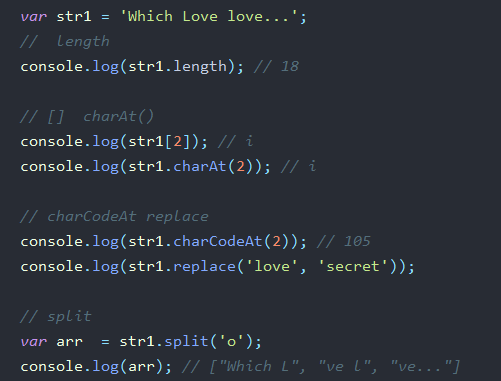 var str1 = 'Which Love love...';
//  length
console.log(str1.length); // 18
// []  charAt()
console.log(str1[2]); // i
console.log(str1.charAt(2)); // i
// charCodeAt replace
console.log(str1.charCodeAt(2)); // 105
console.log(str1.replace('love', 'secret'));
// split
var arr  = str1.split('o');
console.log(arr); // ["Which L", "ve l", "ve..."]